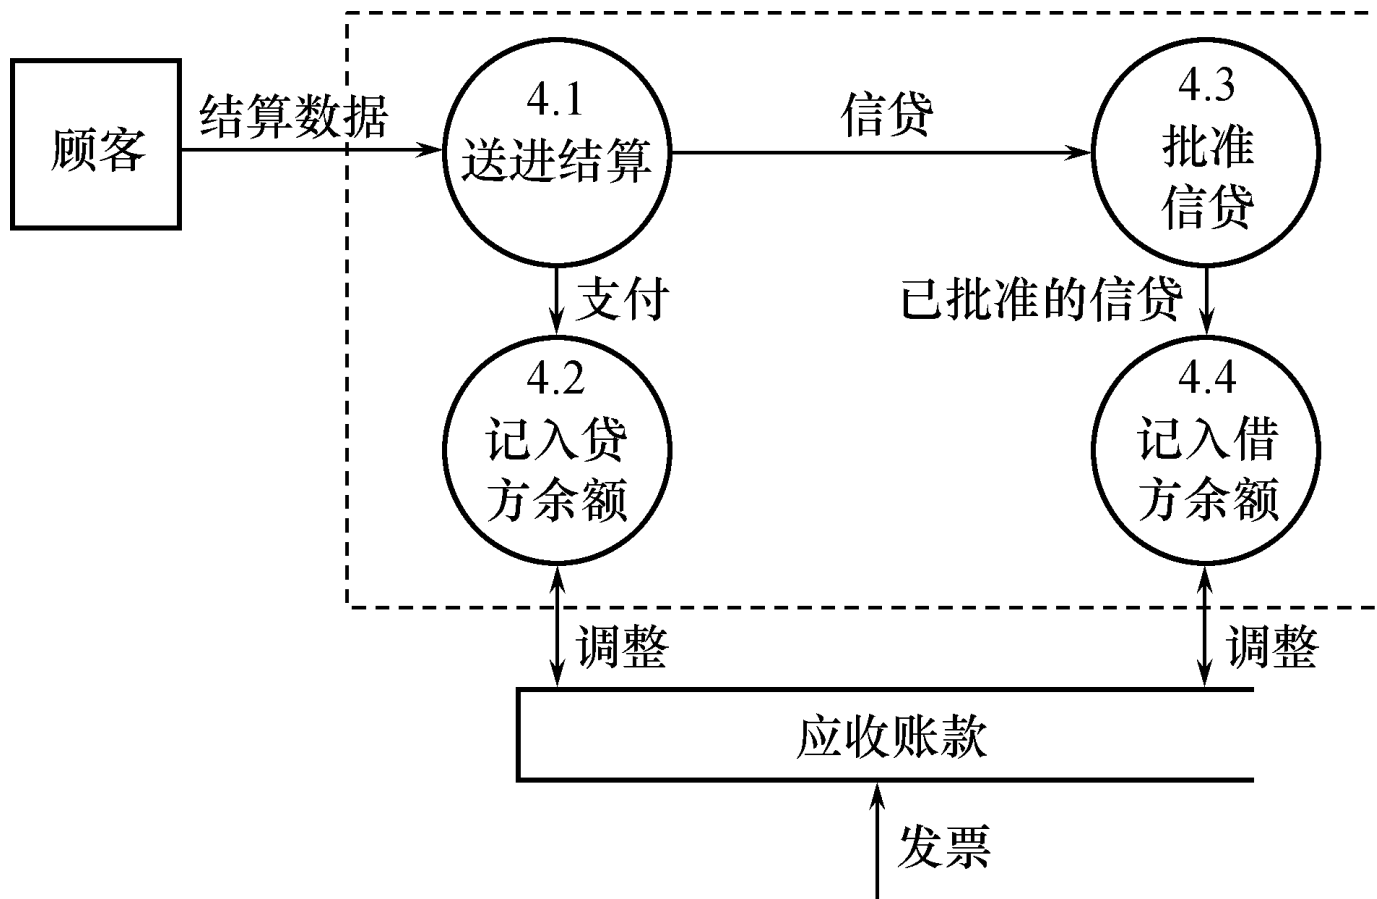 顾客
结算数据
4.1
送进结算
信贷
4.3
批准
信贷
支付
已批准的信贷
4.2
记入贷
方余额
4.4
记入借
方余额
调整
调整
应收账款
发票